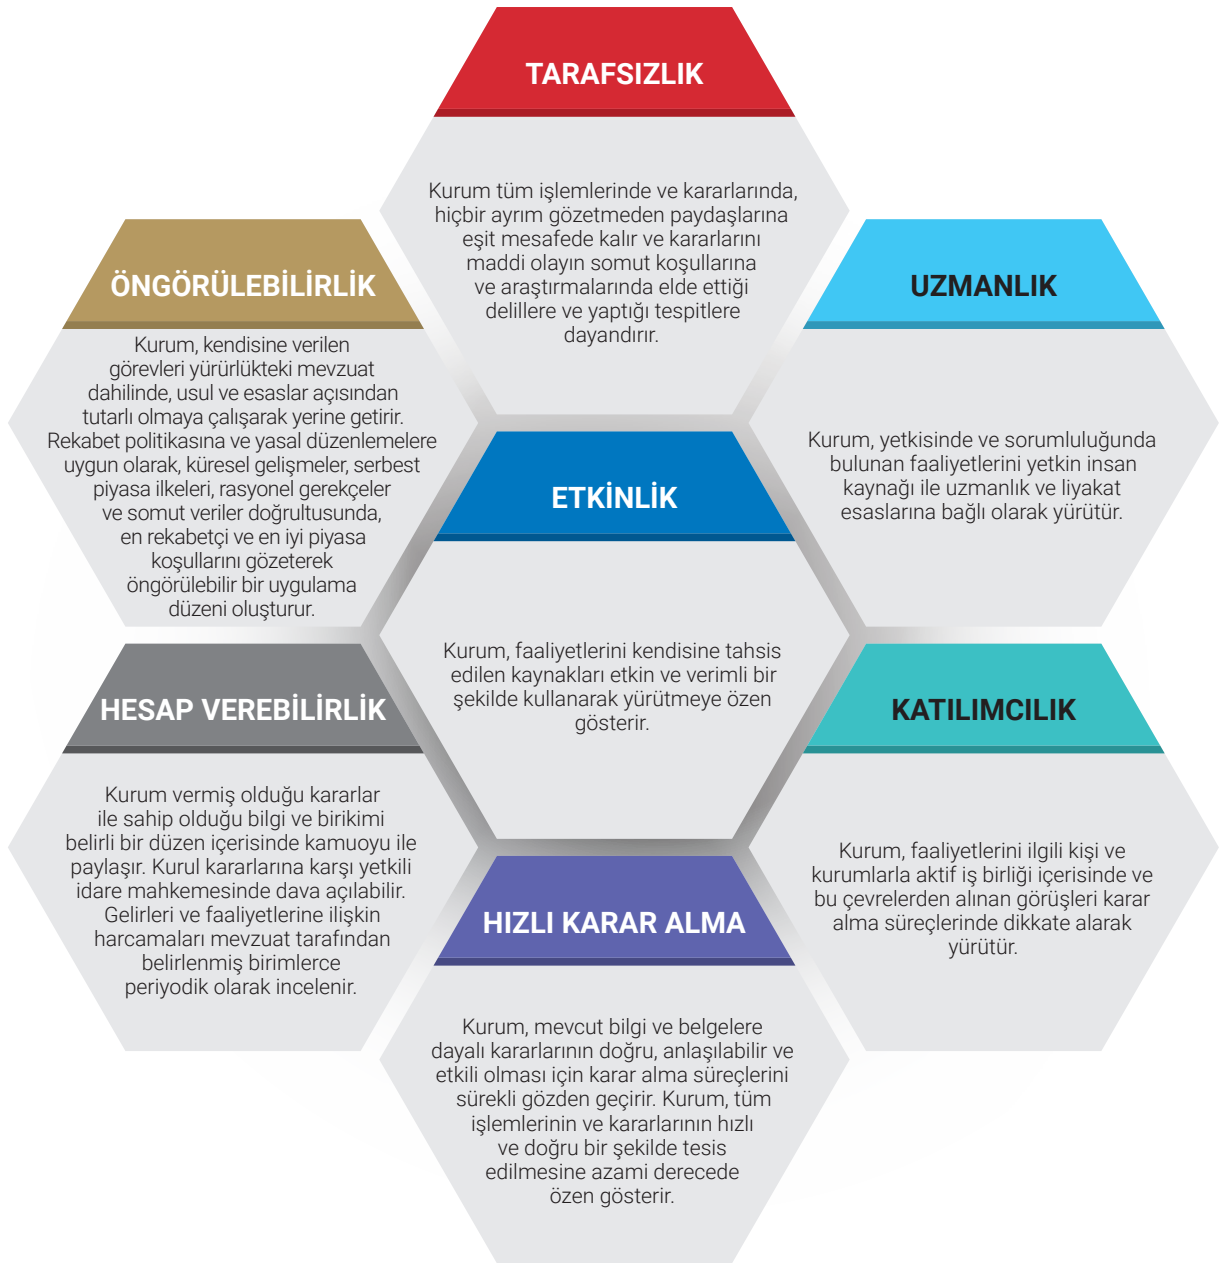 TARAFSIZLIK
Kurum tüm işlemlerinde ve kararlarında,
hiçbir ayrım gözetmeden paydaşlarına
eşit mesafede kalır ve kararlarını
maddi olayın somut koşullarına
ve araştırmalarında elde ettiği
delillere ve yaptığı tespitlere
dayandırır.
ÖNGÖRÜLEBİLİRLİK
Kurum, kendisine verilen
görevleri yürürlükteki mevzuat
dahilinde, usul ve esaslar açısından
tutarlı olmaya çalışarak yerine getirir.
Rekabet politikasına ve yasal düzenlemelere
uygun olarak, küresel gelişmeler, serbest
piyasa ilkeleri, rasyonel gerekçeler
ve somut veriler doğrultusunda,
en rekabetçi ve en iyi piyasa
koşullarını gözeterek
öngörülebilir bir uygulama
düzeni oluşturur.
UZMANLIK
Kurum, yetkisinde ve sorumluluğunda
bulunan faaliyetlerini yetkin insan
kaynağı ile uzmanlık ve liyakat
esaslarına bağlı olarak yürütür.
ETKİNLİK
Kurum, faaliyetlerini kendisine tahsis
edilen kaynakları etkin ve verimli bir
şekilde kullanarak yürütmeye özen
gösterir.
HESAP VEREBİLİRLİK
Kurum vermiş olduğu kararlar
ile sahip olduğu bilgi ve birikimi
belirli bir düzen içerisinde kamuoyu ile
paylaşır. Kurul kararlarına karşı yetkili
idare mahkemesinde dava açılabilir.
Gelirleri ve faaliyetlerine ilişkin
harcamaları mevzuat tarafından
belirlenmiş birimlerce
periyodik olarak incelenir.
KATILIMCILIK
Kurum, faaliyetlerini ilgili kişi ve
kurumlarla aktif iş birliği içerisinde ve
bu çevrelerden alınan görüşleri karar
alma süreçlerinde dikkate alarak
yürütür.
HIZLI KARAR ALMA
Kurum, mevcut bilgi ve belgelere
dayalı kararlarının doğru, anlaşılabilir ve
etkili olması için karar alma süreçlerini
sürekli gözden geçirir. Kurum, tüm
işlemlerinin ve kararlarının hızlı
ve doğru bir şekilde tesis
edilmesine azami derecede
özen gösterir.